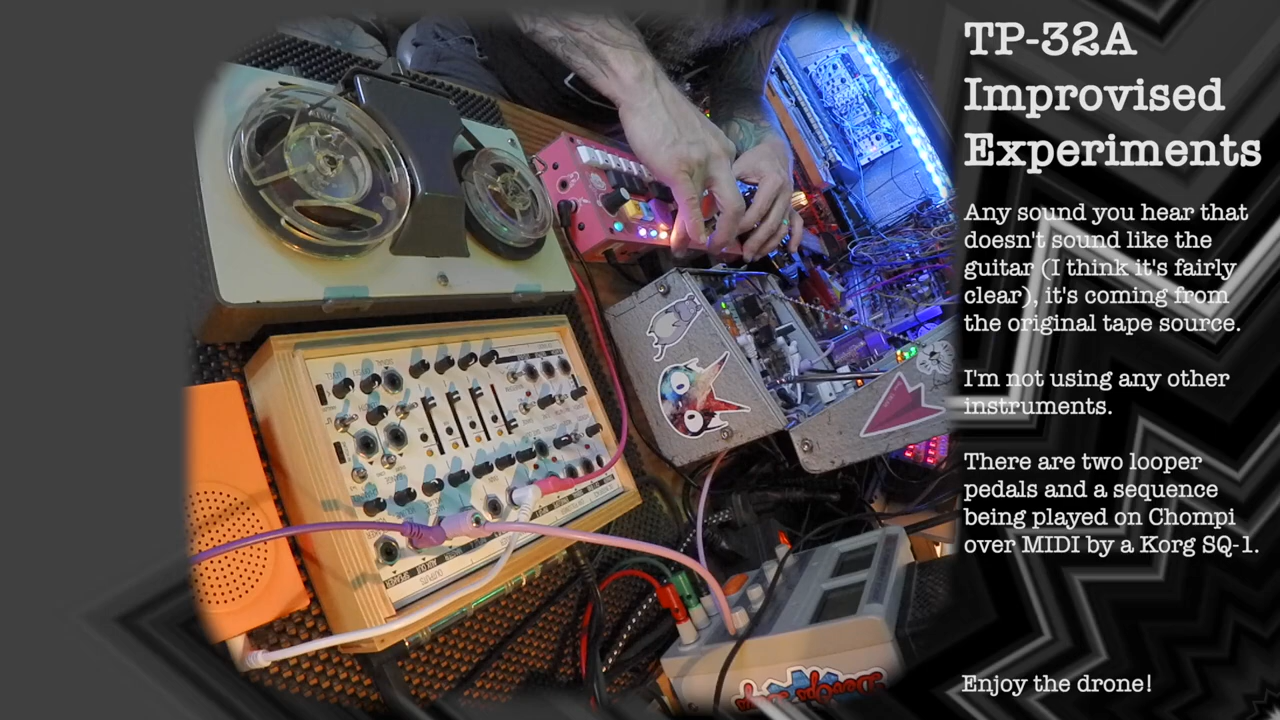 TP-32A
Improvised
Experiments
Any sound you hear that
doesn't sound like the
guitar (I think it's fairly
clear), it's coming from
the original tape source.
I'm not using any other
instruments.
There are two looper
pedals and a sequence
being played on Chompi
over MIDI by a Korg SQ-1.
Enjoy the drone!